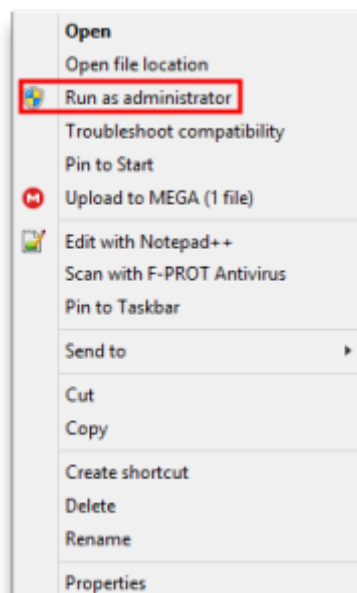 Open
Open file location
Run as administrator
Troubleshoot compatibility
Pin to Start
Upload to MEGA (1 file)
Edit with Notepad++
Scan with F-PROT Antivirus
Pin to Taskbar
Send to
Cut
Copy
Create shortcut
Delete
Rename
Properties